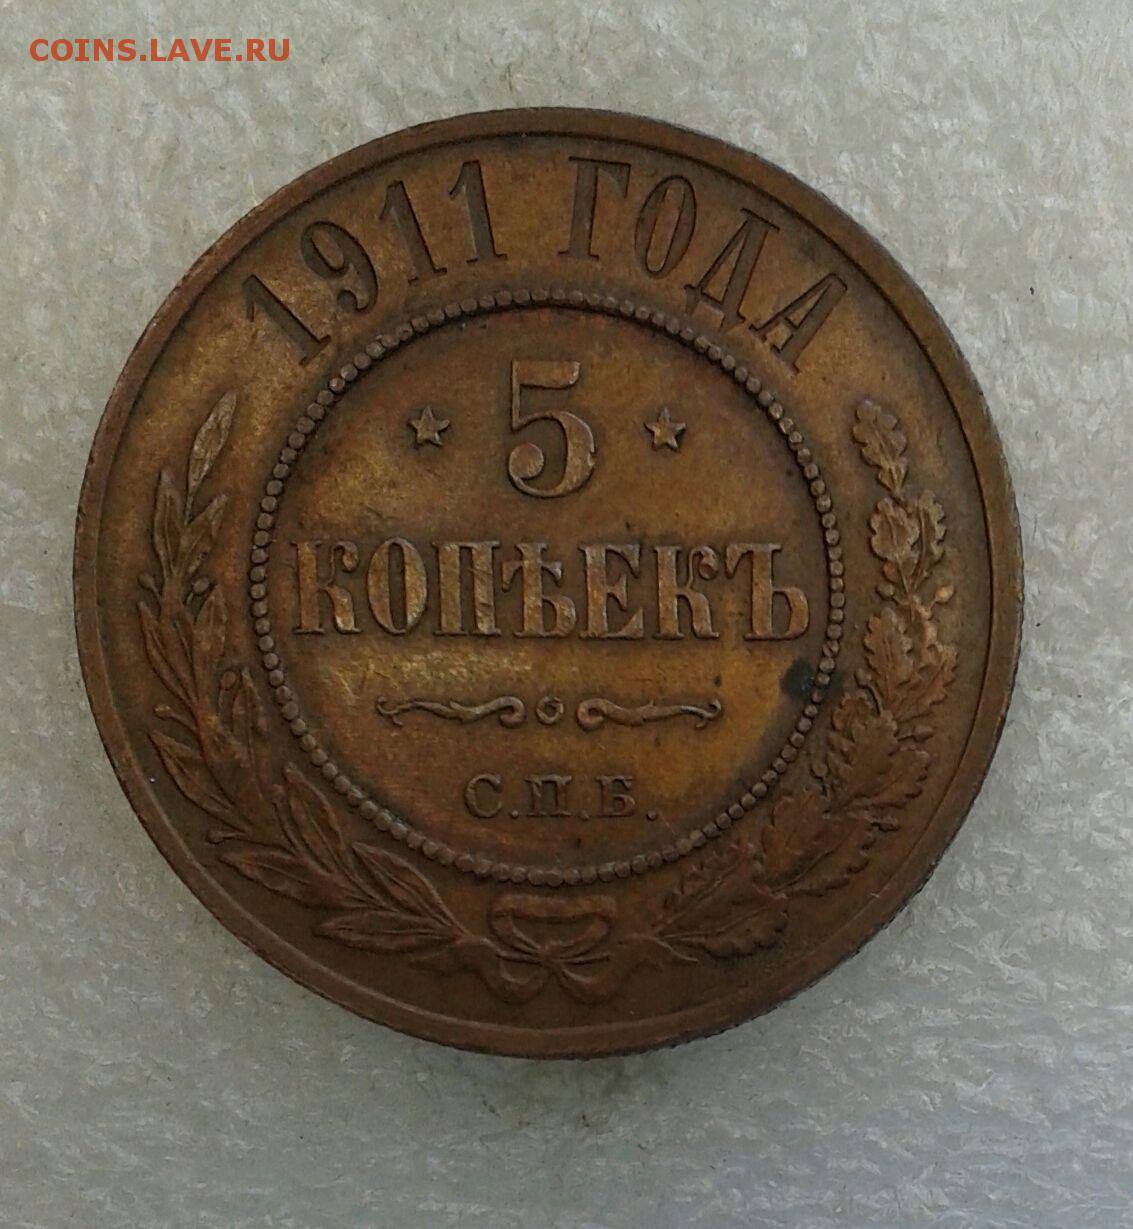 COINS.LAVE.RU
1911 ГОДА
5
КОПѢЕКЪ
С.П.Б.